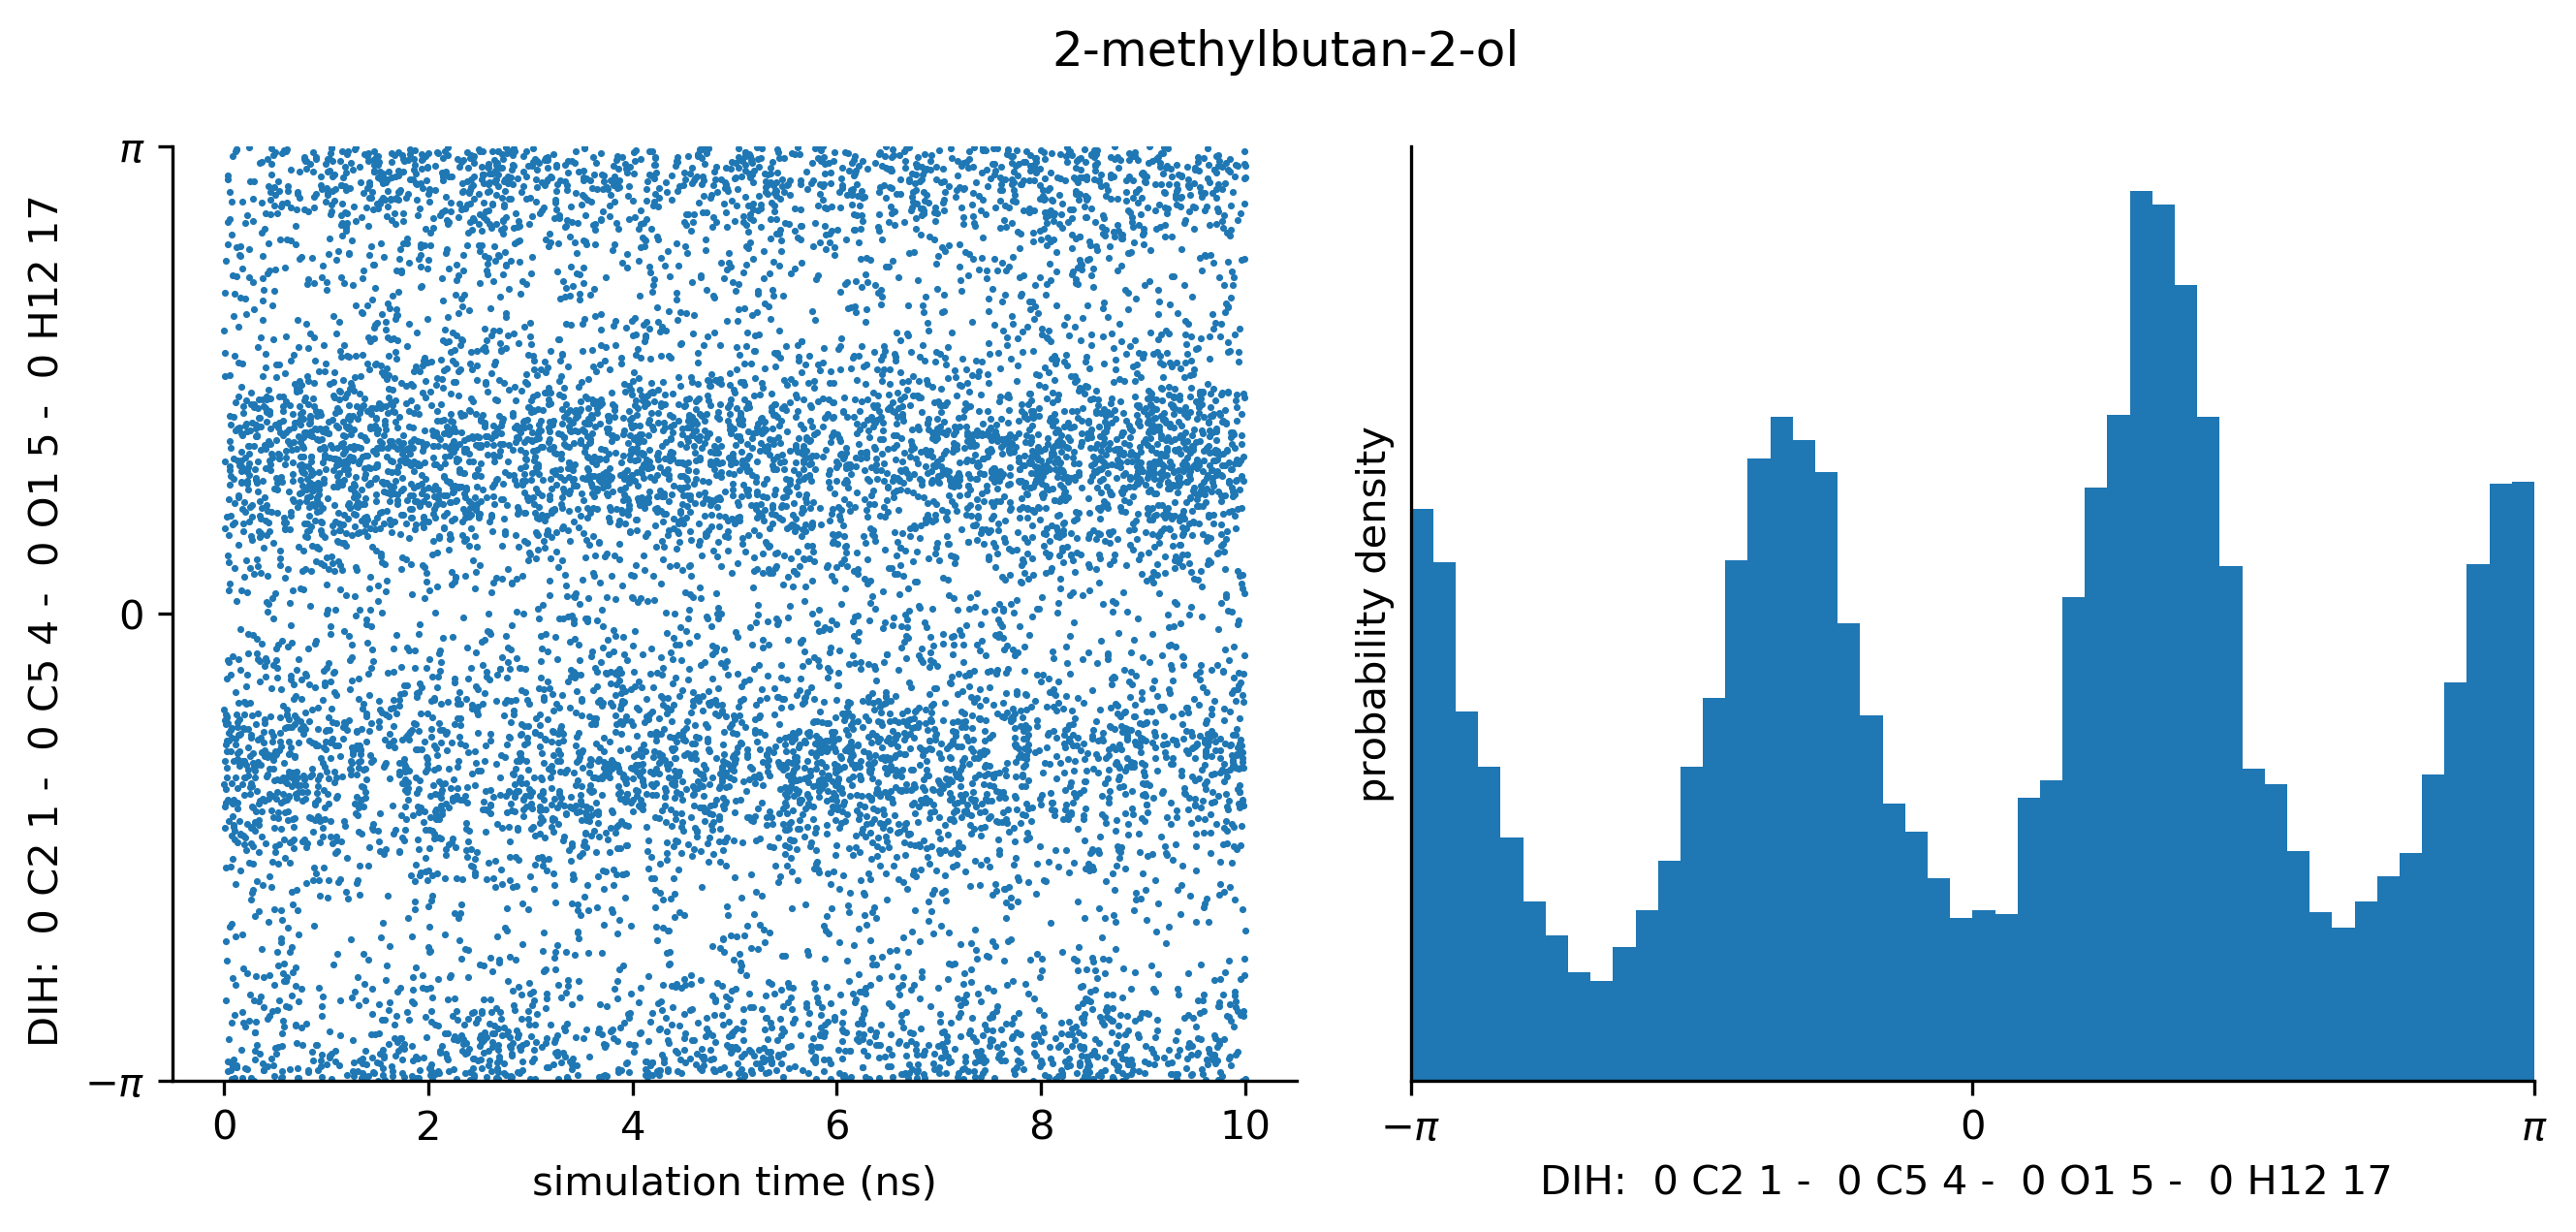 2-methylbutan-2-ol
DIH:  0 C2 1 -  0 C5 4 -  0 O1 5 -  0 H12 17
π
0
−π
0 2 4 6 8 10
simulation time (ns)
probability density
−π 0 π
DIH:  0 C2 1 -  0 C5 4 -  0 O1 5 -  0 H12 17